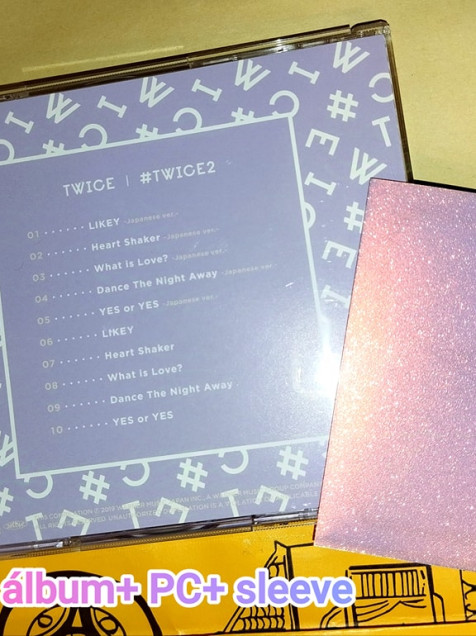 TWICE | #TWICE2
01 · · · · · · LIKEY -Japanese ver.-
02 · · · · · · Heart Shaker -Japanese ver.-
03 · · · · · · What is Love? -Japanese ver.-
04 · · · · · · Dance The Night Away -Japanese ver.-
05 · · · · · · YES or YES -Japanese ver.-
06 · · · · · · LIKEY
07 · · · · · · Heart Shaker
08 · · · · · · What is Love?
09 · · · · · · Dance The Night Away
10 · · · · · · YES or YES
álbum+ PC+ sleeve